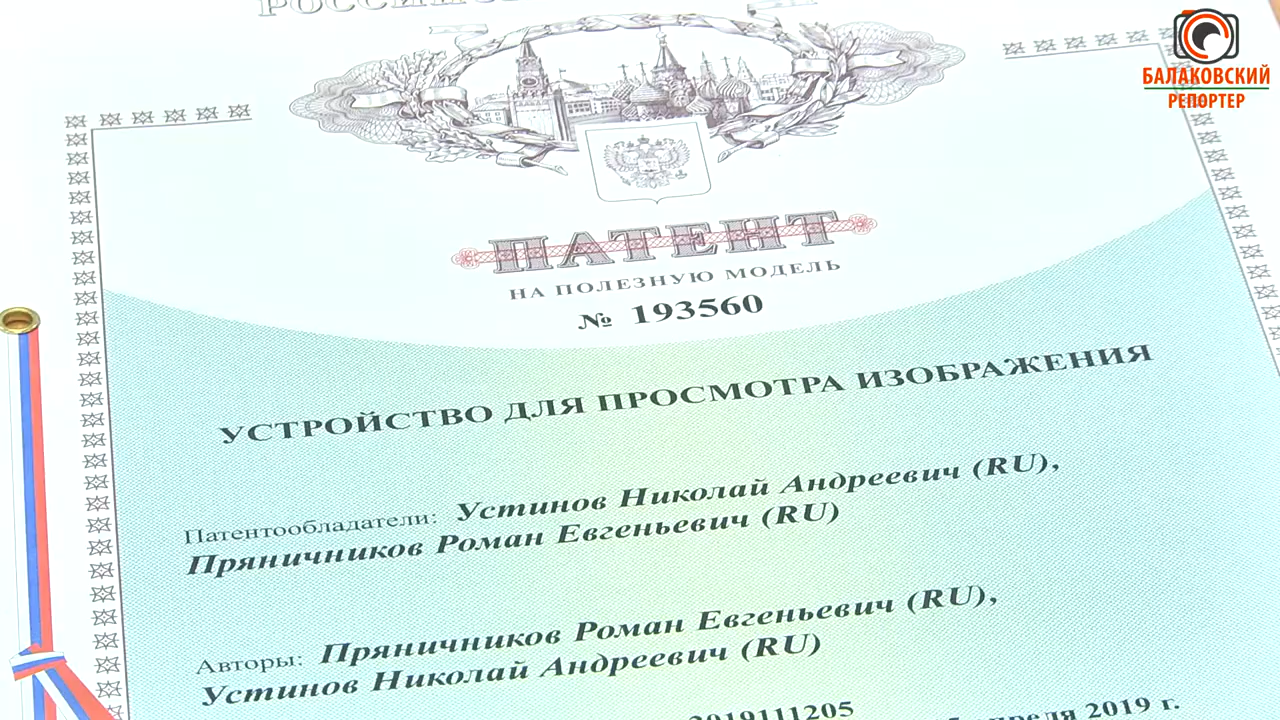 БАЛАКОВСКИЙ
РЕПОРТЕР
ПАТЕНТ
НА ПОЛЕЗНУЮ МОДЕЛЬ
№ 193560
УСТРОЙСТВО ДЛЯ ПРОСМОТРА ИЗОБРАЖЕНИЯ
Патентообладатели: Устинов Николай Андреевич (RU),
Пряничников Роман Евгеньевич (RU)
Авторы: Пряничников Роман Евгеньевич (RU),
Устинов Николай Андреевич (RU)
2019111205
апреля 2019 г.